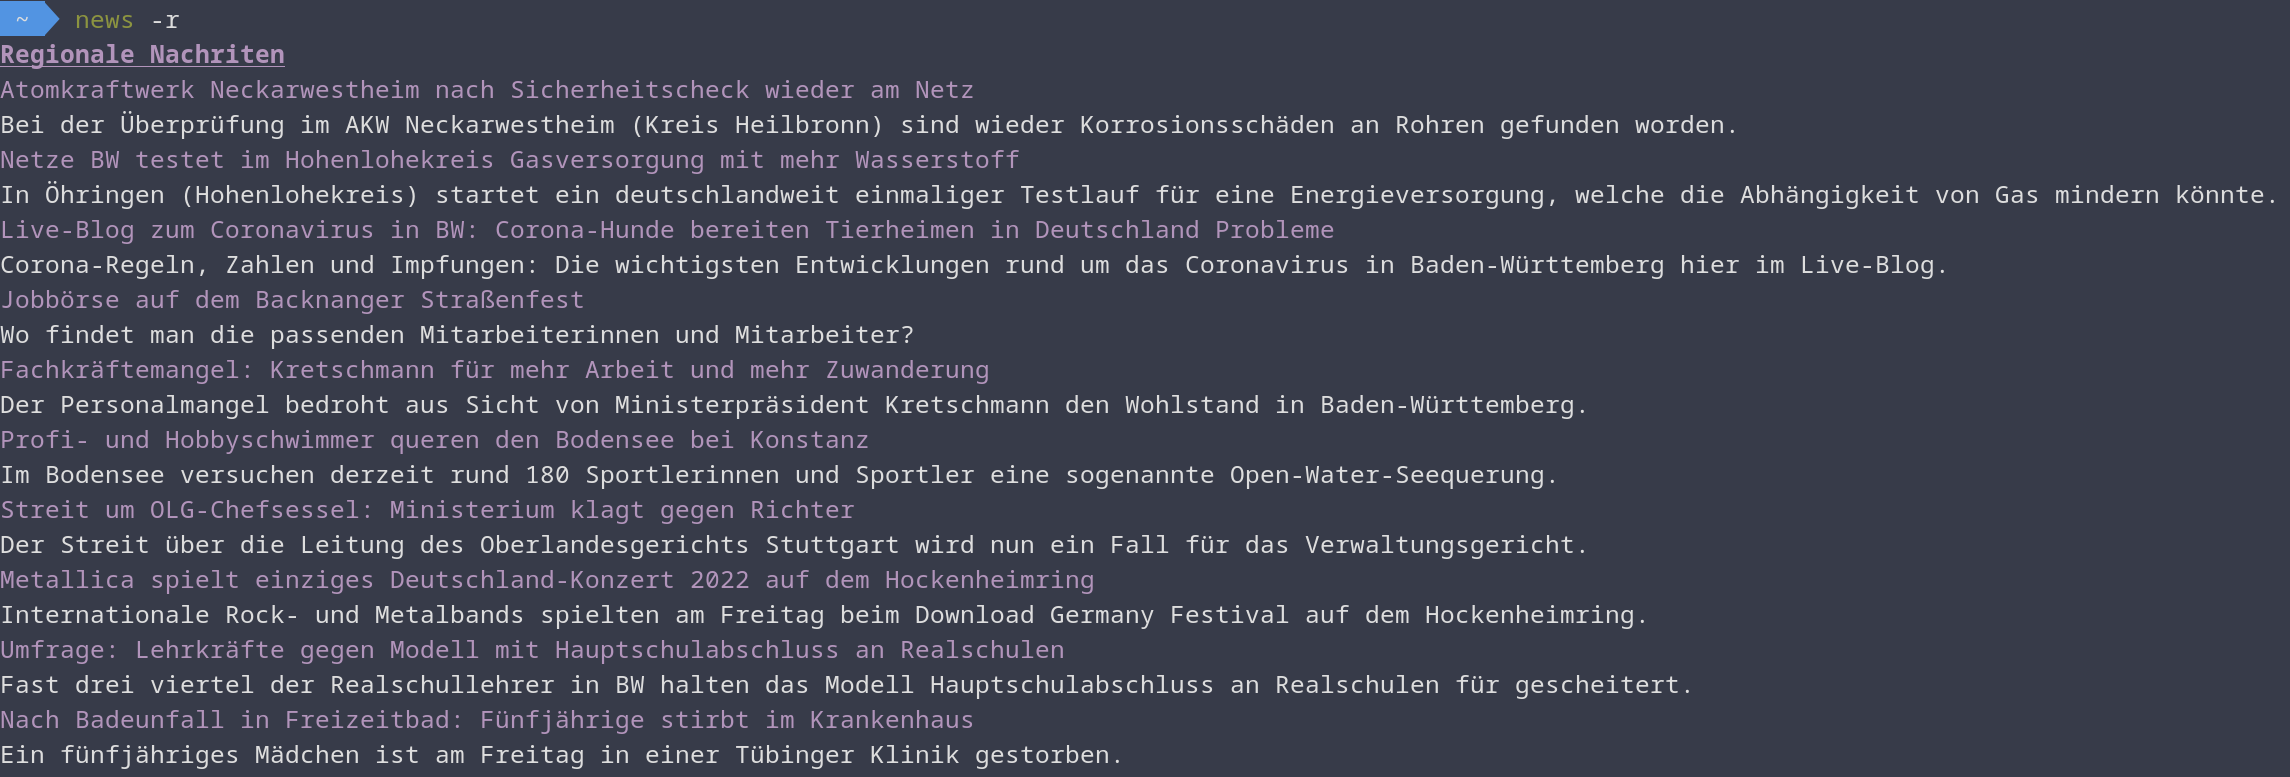 ~ news -r
Regionale Nachriten
Atomkraftwerk Neckarwestheim nach Sicherheitscheck wieder am Netz
Bei der Überprüfung im AKW Neckarwestheim (Kreis Heilbronn) sind wieder Korrosionsschäden an Rohren gefunden worden.
Netze BW testet im Hohenlohekreis Gasversorgung mit mehr Wasserstoff
In Öhringen (Hohenlohekreis) startet ein deutschlandweit einmaliger Testlauf für eine Energieversorgung, welche die Abhängigkeit von Gas mindern könnte.
Live-Blog zum Coronavirus in BW: Corona-Hunde bereiten Tierheimen in Deutschland Probleme
Corona-Regeln, Zahlen und Impfungen: Die wichtigsten Entwicklungen rund um das Coronavirus in Baden-Württemberg hier im Live-Blog.
Jobbörse auf dem Backnanger Straßenfest
Wo findet man die passenden Mitarbeiterinnen und Mitarbeiter?
Fachkräftemangel: Kretschmann für mehr Arbeit und mehr Zuwanderung
Der Personalmangel bedroht aus Sicht von Ministerpräsident Kretschmann den Wohlstand in Baden-Württemberg.
Profi- und Hobbyschwimmer queren den Bodensee bei Konstanz
Im Bodensee versuchen derzeit rund 180 Sportlerinnen und Sportler eine sogenannte Open-Water-Seequerung.
Streit um OLG-Chefsessel: Ministerium klagt gegen Richter
Der Streit über die Leitung des Oberlandesgerichts Stuttgart wird nun ein Fall für das Verwaltungsgericht.
Metallica spielt einziges Deutschland-Konzert 2022 auf dem Hockenheimring
Internationale Rock- und Metalbands spielten am Freitag beim Download Germany Festival auf dem Hockenheimring.
Umfrage: Lehrkräfte gegen Modell mit Hauptschulabschluss an Realschulen
Fast drei viertel der Realschullehrer in BW halten das Modell Hauptschulabschluss an Realschulen für gescheitert.
Nach Badeunfall in Freizeitbad: Fünfjährige stirbt im Krankenhaus
Ein fünfjähriges Mädchen ist am Freitag in einer Tübinger Klinik gestorben.